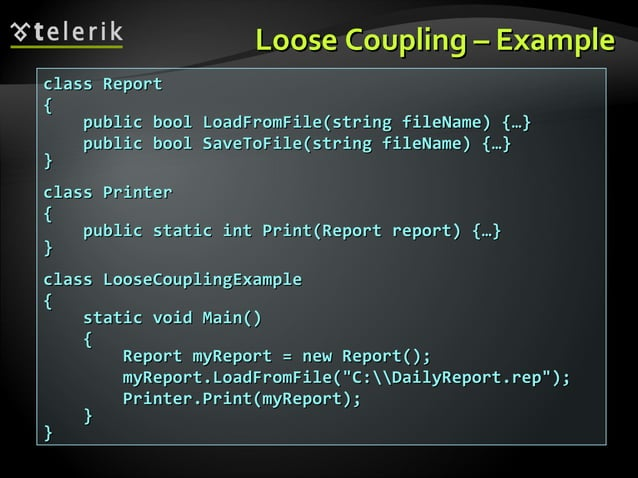 telerik
Loose Coupling – Example
class Report
{
    public bool LoadFromFile(string fileName) {…}
    public bool SaveToFile(string fileName) {…}
}
class Printer
{
    public static int Print(Report report) {…}
}
class LooseCouplingExample
{
    static void Main()
    {
        Report myReport = new Report();
        myReport.LoadFromFile("C:\\DailyReport.rep");
        Printer.Print(myReport);
    }
}